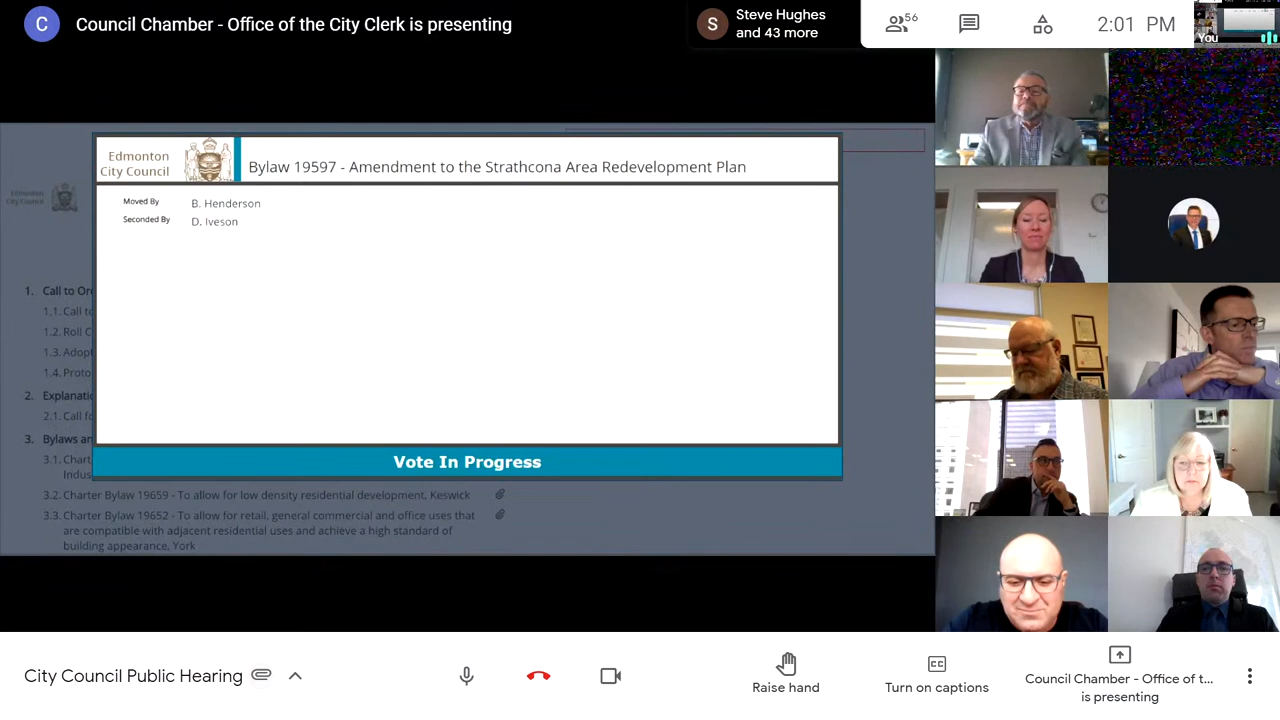 C
Council Chamber - Office of the City Clerk is presenting
S
Steve Hughes
and 43 more
56
2:01 PM
You
Edmonton
City Council
Bylaw 19597 - Amendment to the Strathcona Area Redevelopment Plan
Moved By
B. Henderson
Seconded By
D. Iveson
Edmonton
City Council
1. Call to Or
1.1. Call to
1.2. Roll C
1.3. Adopt
1.4. Proto
2. Explanati
2.1. Call fo
3. Bylaws an
3.1. Chart
Indus
Vote In Progress
3.2. Charter Bylaw 19659 - To allow for low density residential development, Keswick
3.3. Charter Bylaw 19652 - To allow for retail, general commercial and office uses that
are compatible with adjacent residential uses and achieve a high standard of
building appearance, York
City Council Public Hearing
Raise hand
CC
Turn on captions
Council Chamber - Office of t...
is presenting